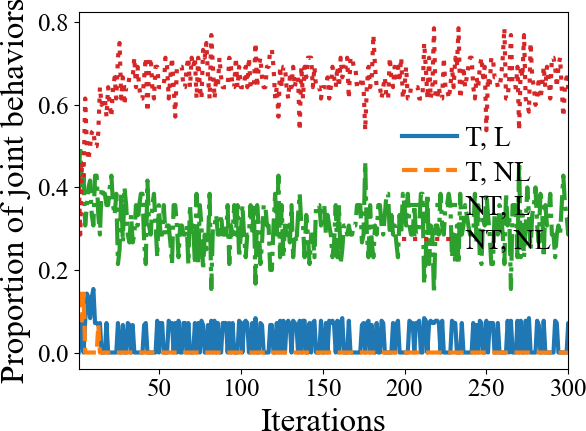 Proportion of joint behaviors
0.8
0.6
0.4
0.2
0.0
T, L
T, NL
NT, L
NT, NL
50
100
150
200
250
300
Iterations